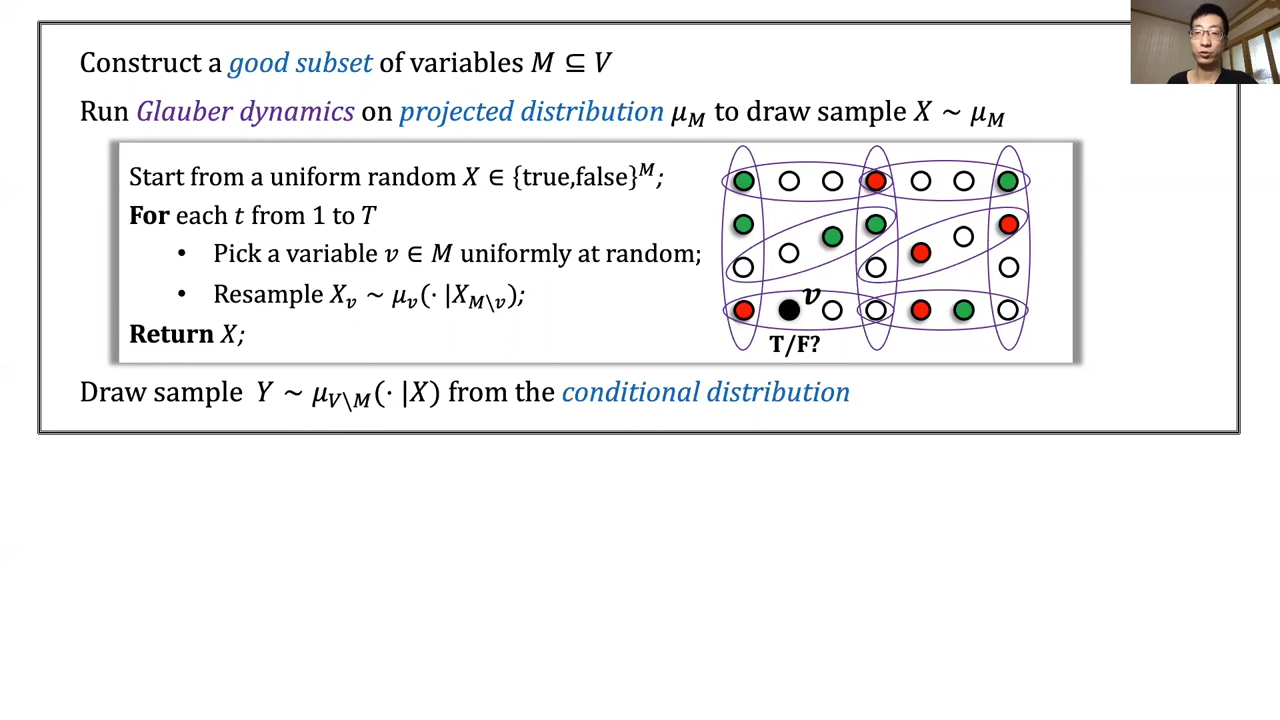 Construct a good subset of variables M ⊆ V
Run Glauber dynamics on projected distribution μ_M to draw sample X ~ μ_M
Start from a uniform random X ∈ {true,false}^M;
For each t from 1 to T
• Pick a variable v ∈ M uniformly at random;
• Resample X_v ~ μ_v(· |X_{M\v});
Return X;
v
T/F?
Draw sample Y ~ μ_{V\M}(· |X) from the conditional distribution